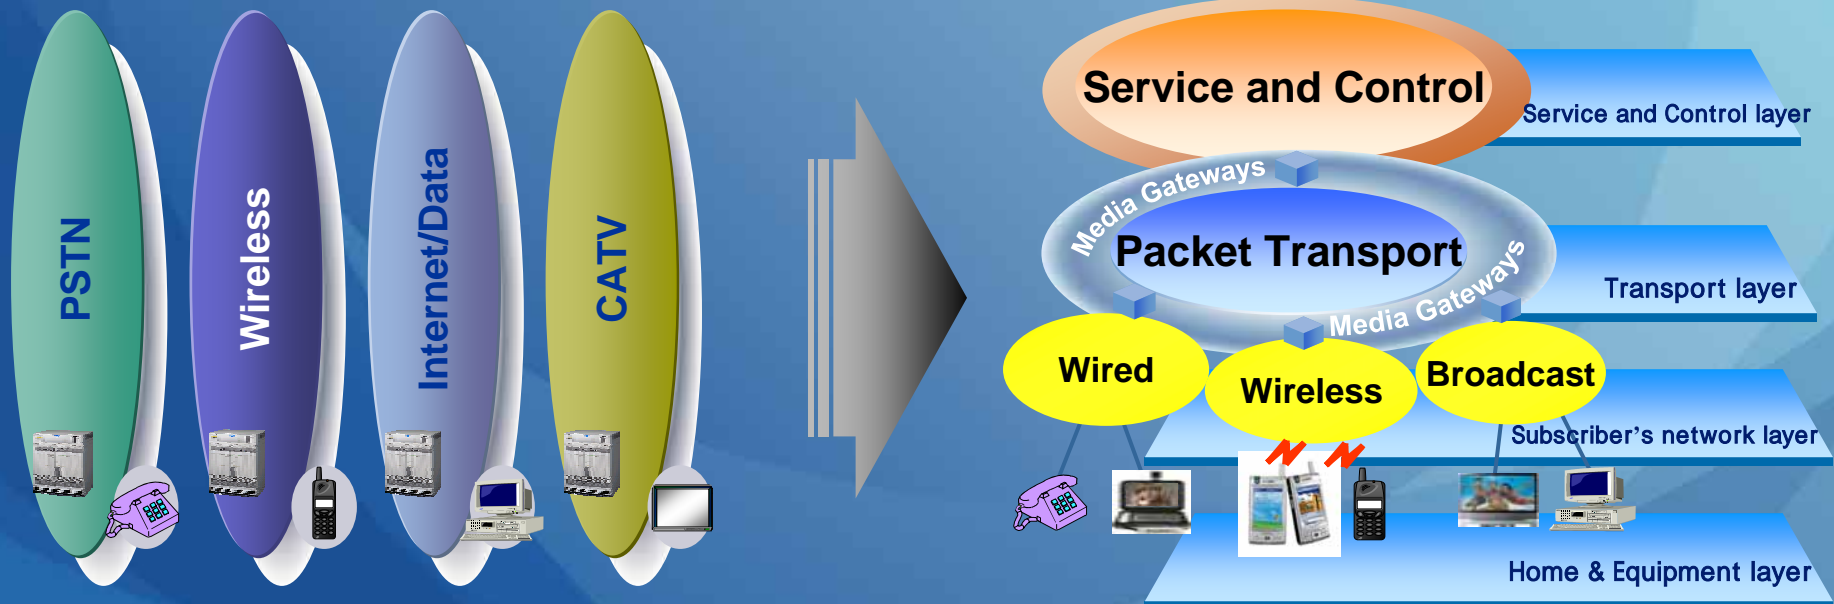 PSTN
Wireless
Internet/Data
CATV
Service and Control
Service and Control layer
Media Gateways
Packet Transport
Media Gateways
Transport layer
Wired
Wireless
Broadcast
Subscriber's network layer
Home & Equipment layer